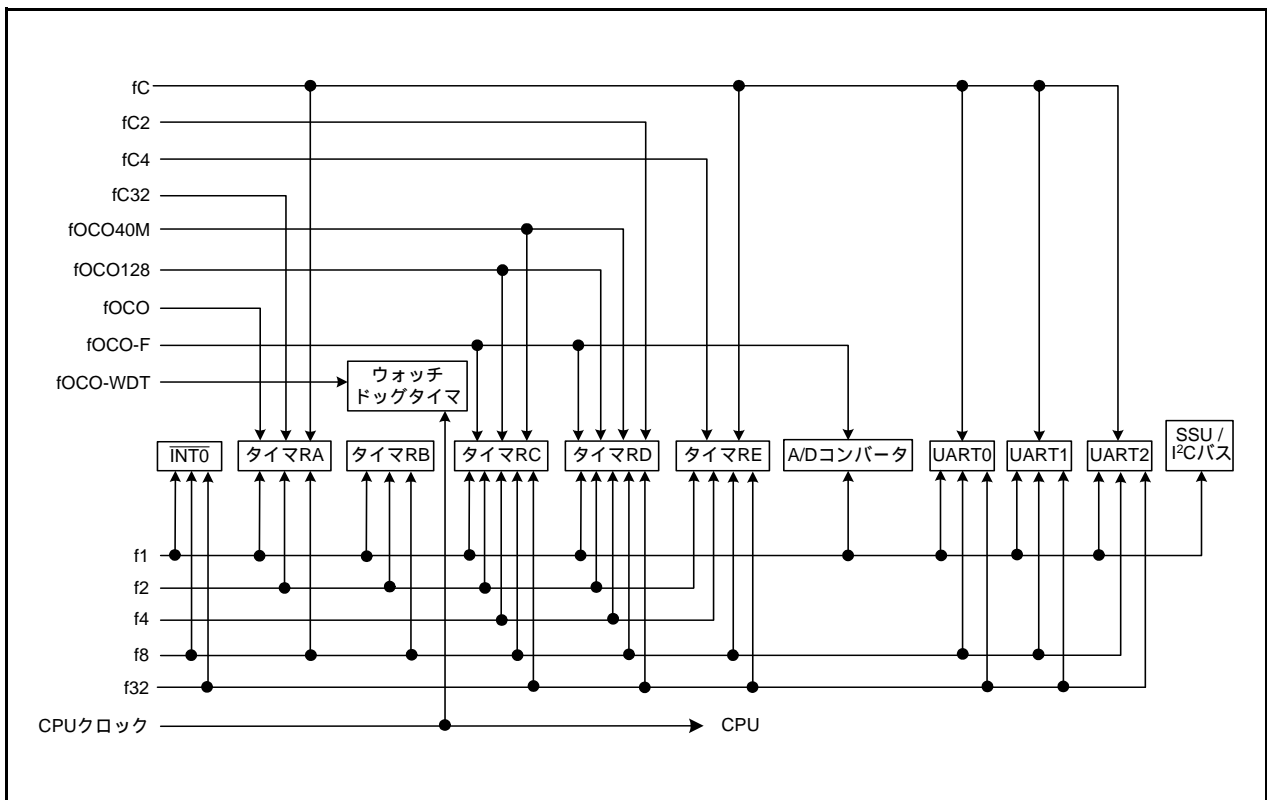 fC
fC2
fC4
fC32
fOCO40M
fOCO128
fOCO
fOCO-F
fOCO-WDT
ウォッチ
ドッグタイマ
INT0
タイマRA
タイマRB
タイマRC
タイマRD
タイマRE
A/Dコンバータ
UART0
UART1
UART2
SSU /
I²Cバス
f1
f2
f4
f8
f32
CPUクロック
CPU